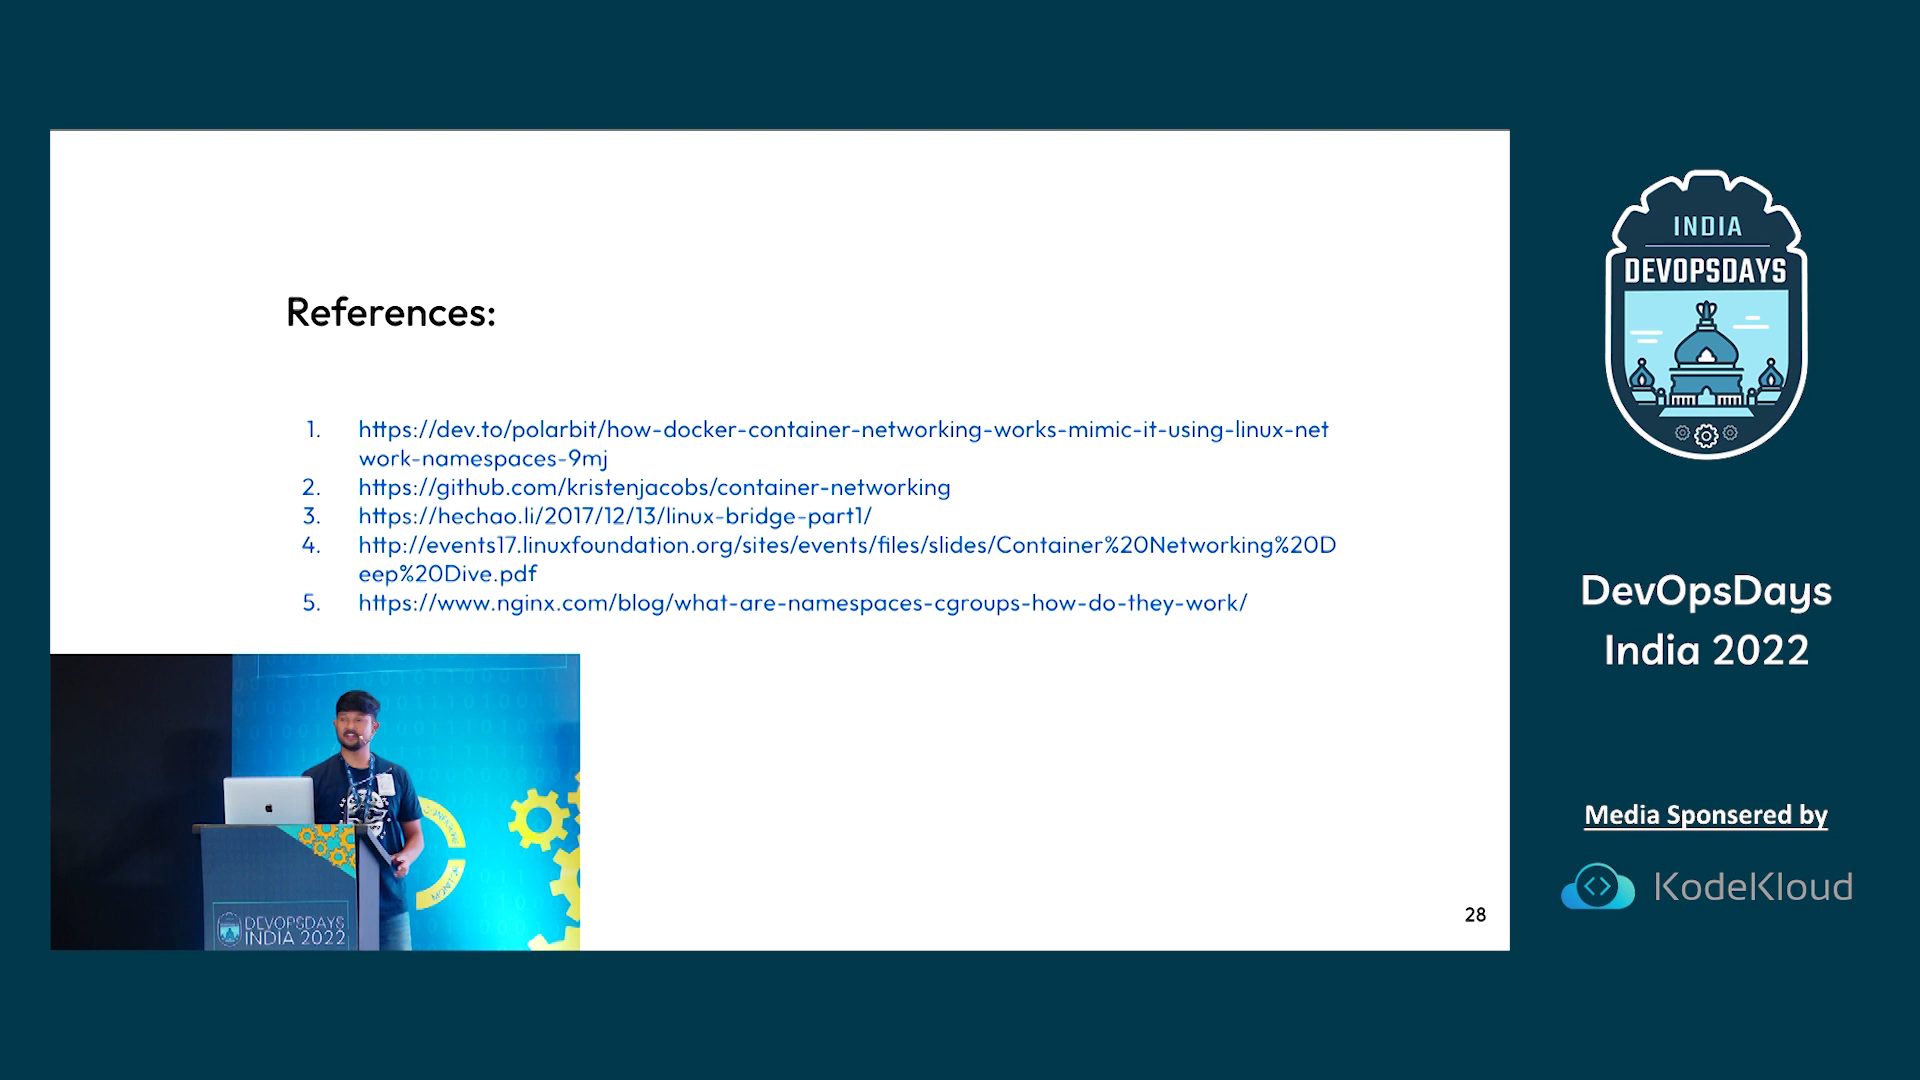 References:
1. https://dev.to/polarbit/how-docker-container-networking-works-mimic-it-using-linux-net
work-namespaces-9mj
2. https://github.com/kristenjacobs/container-networking
3. https://hechao.li/2017/12/13/linux-bridge-part1/
4. http://events17.linuxfoundation.org/sites/events/files/slides/Container%20Networking%20D
eep%20Dive.pdf
5. https://www.nginx.com/blog/what-are-namespaces-cgroups-how-do-they-work/
28
DEVOPSDAYS
INDIA 2022
INDIA
DEVOPSDAYS
DevOpsDays
India 2022
Media Sponsered by
KodeKloud